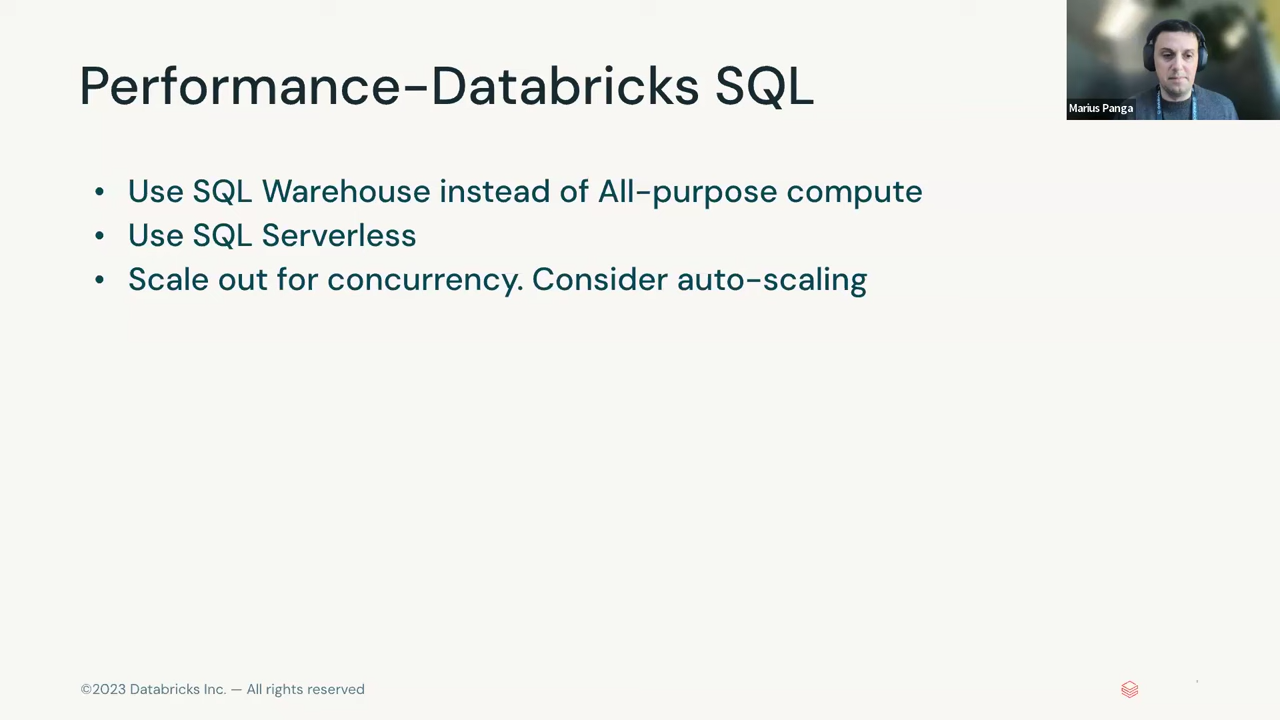 Performance-Databricks SQL
Marius Panga
• Use SQL Warehouse instead of All-purpose compute
• Use SQL Serverless
• Scale out for concurrency. Consider auto-scaling
©2023 Databricks Inc. — All rights reserved